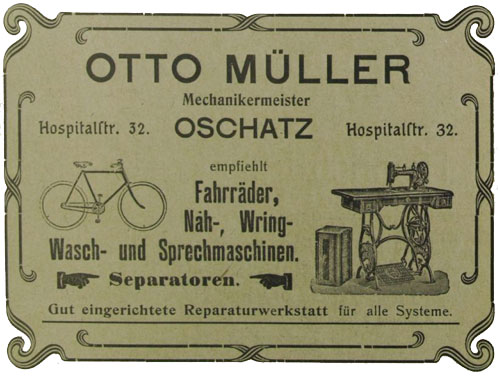 OTTO MÜLLER
Mechanikermeister
Hospitalſtr. 32. OSCHATZ Hospitalſtr. 32.
empfiehlt
Fahrräder,
Näh-, Wring-
Wasch- und Sprechmaschinen.
Separatoren.
Gut eingerichtete Reparaturwerkstatt für alle Systeme.